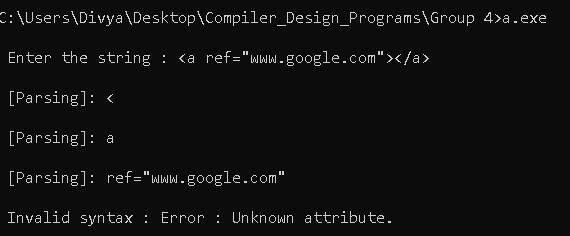 C:\Users\Divya\Desktop\Compiler_Design_Programs\Group 4>a.exe
Enter the string : <a ref="www.google.com"></a>
[Parsing]: <
[Parsing]: a
[Parsing]: ref="www.google.com"
Invalid syntax : Error : Unknown attribute.